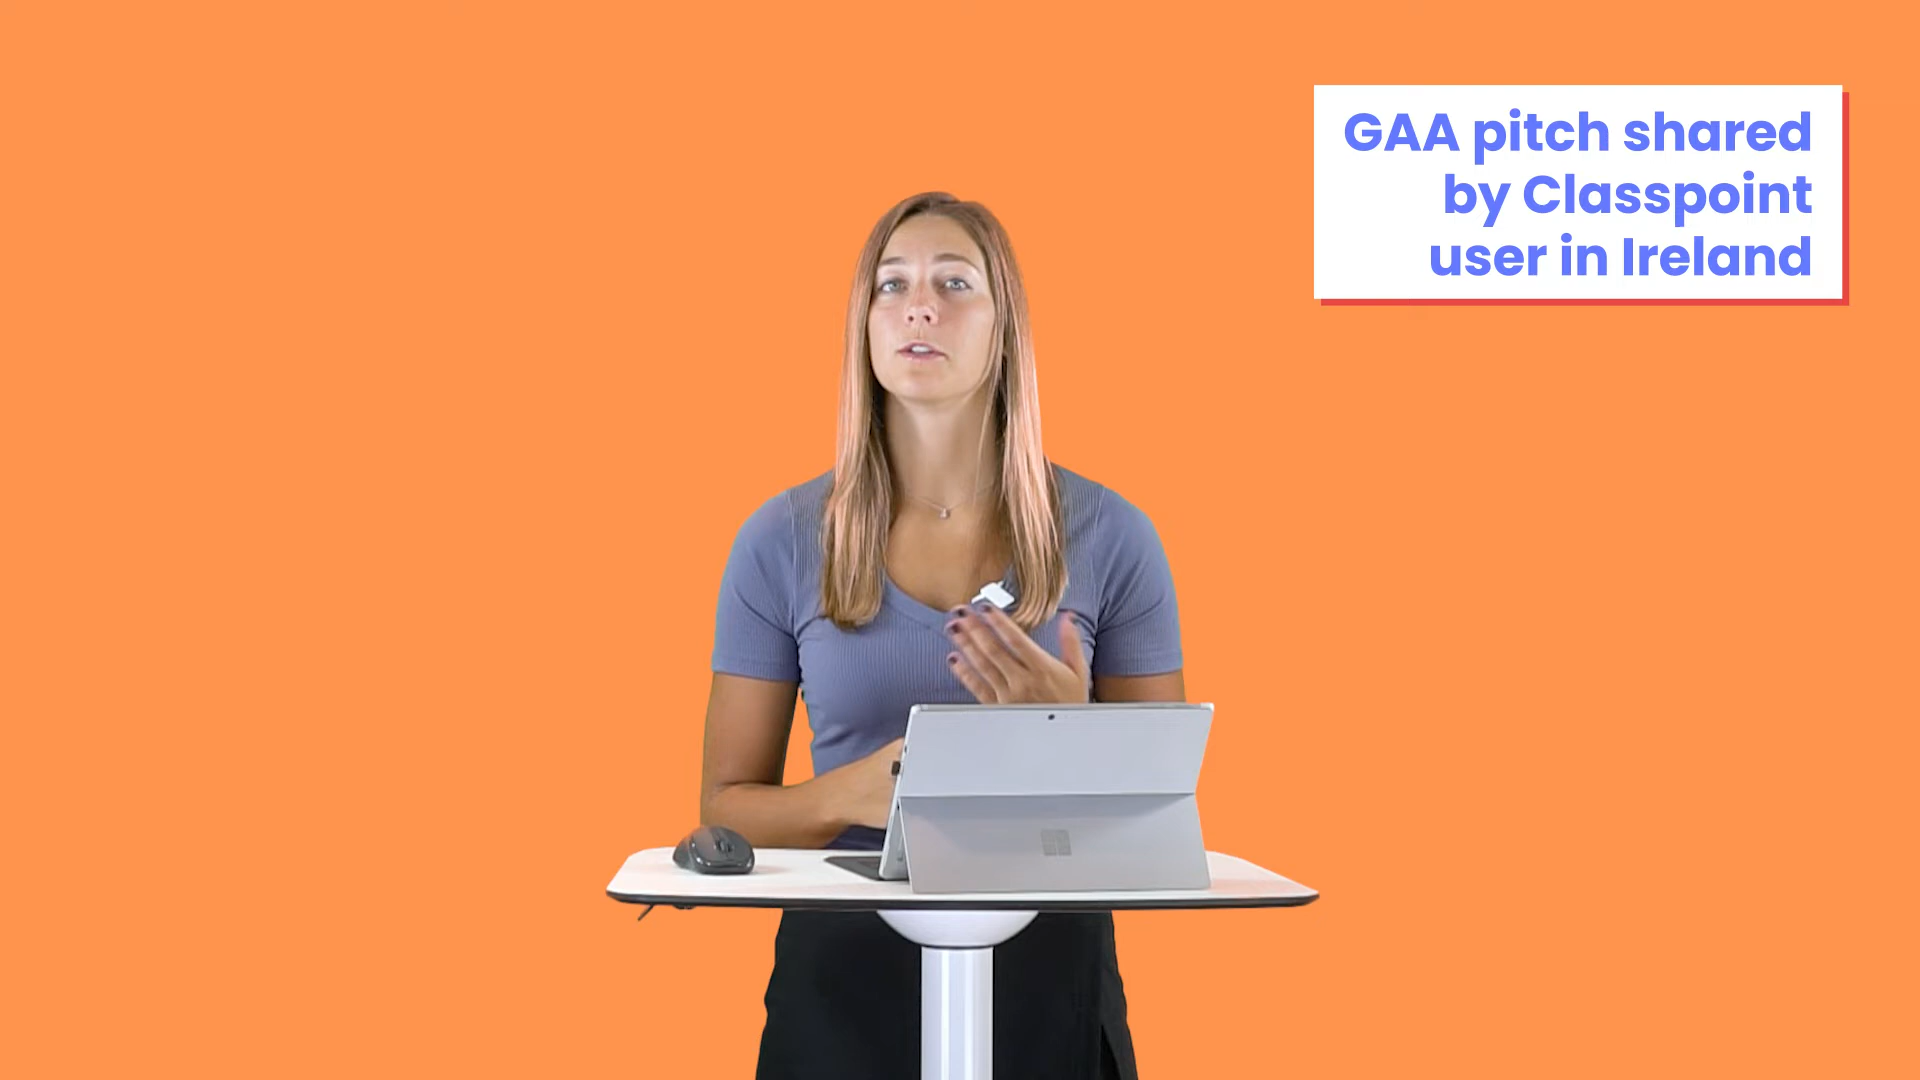 GAA pitch shared
by Classpoint
user in Ireland